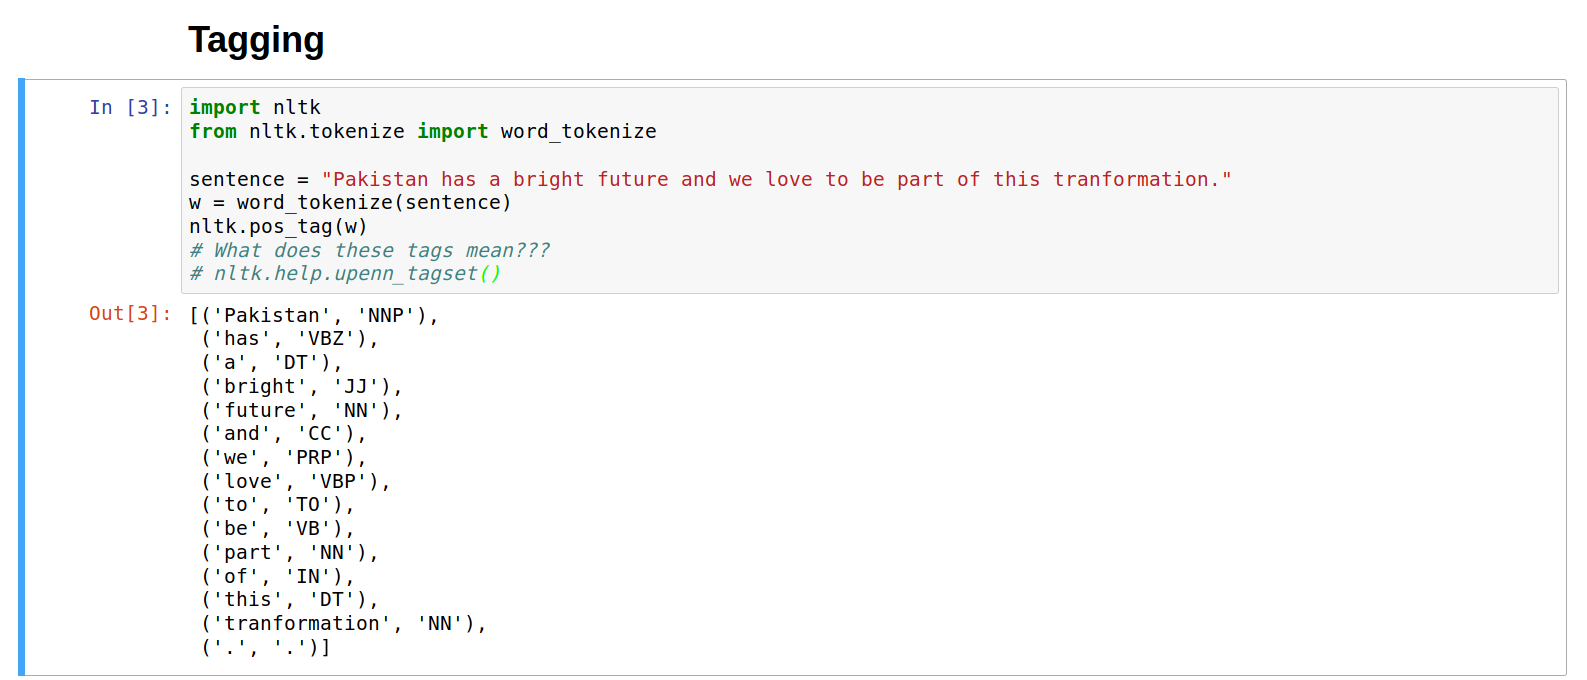 Tagging
In [3]:
import nltk
from nltk.tokenize import word_tokenize
sentence = "Pakistan has a bright future and we love to be part of this tranformation."
w = word_tokenize(sentence)
nltk.pos_tag(w)
# What does these tags mean???
# nltk.help.upenn_tagset()
Out[3]:
[('Pakistan', 'NNP'),
('has', 'VBZ'),
('a', 'DT'),
('bright', 'JJ'),
('future', 'NN'),
('and', 'CC'),
('we', 'PRP'),
('love', 'VBP'),
('to', 'TO'),
('be', 'VB'),
('part', 'NN'),
('of', 'IN'),
('this', 'DT'),
('tranformation', 'NN'),
('.', '.')]